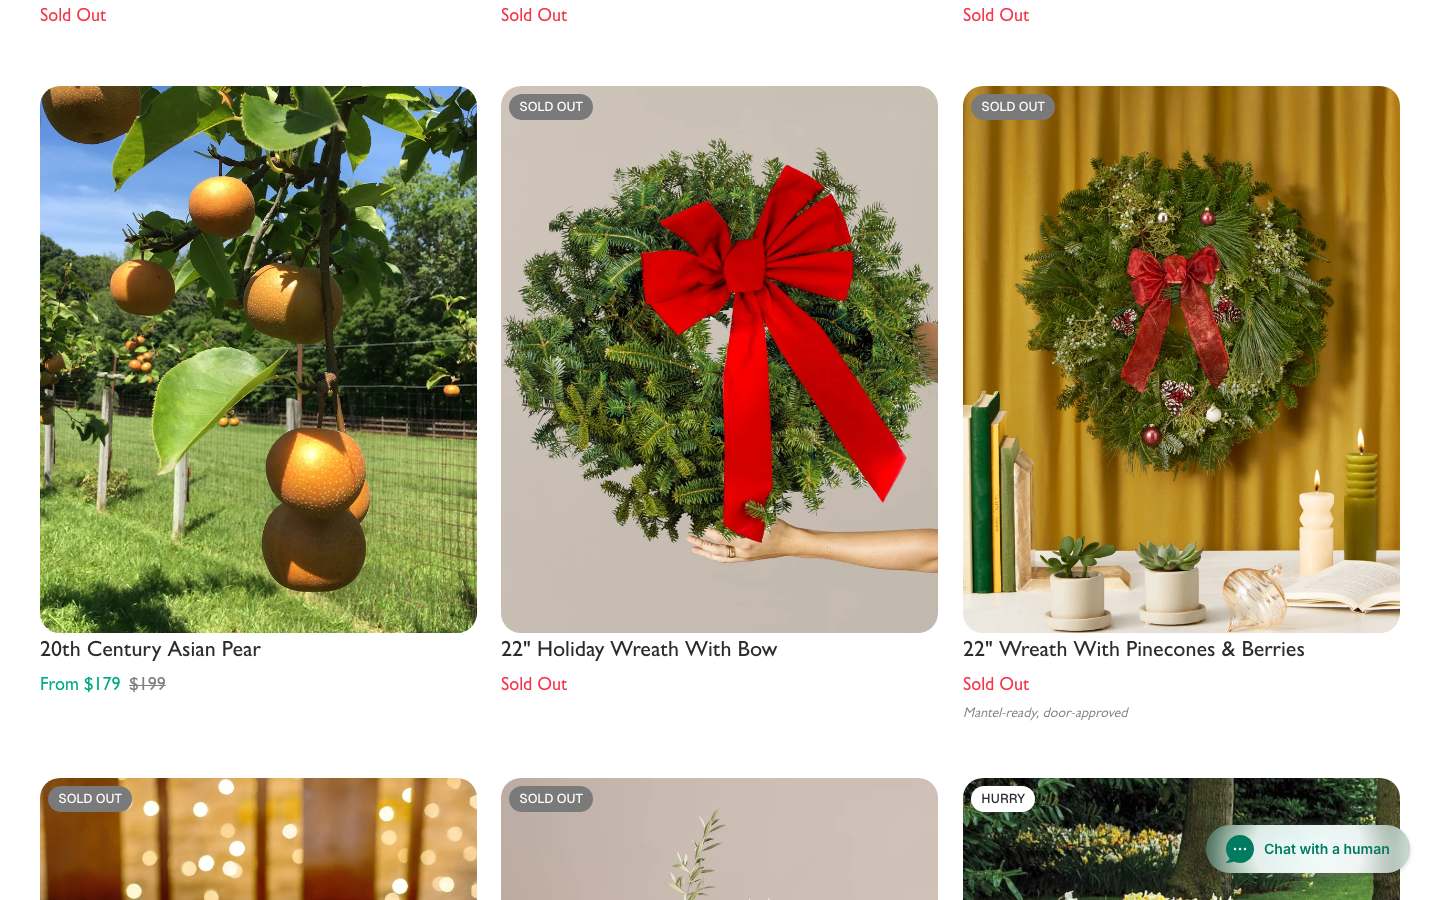 Sold Out
Sold Out
Sold Out
SOLD OUT
SOLD OUT
20th Century Asian Pear
22" Holiday Wreath With Bow
22" Wreath With Pinecones & Berries
From $179 $199
Sold Out
Sold Out
Mantel-ready, door-approved
SOLD OUT
SOLD OUT
HURRY
Chat with a human